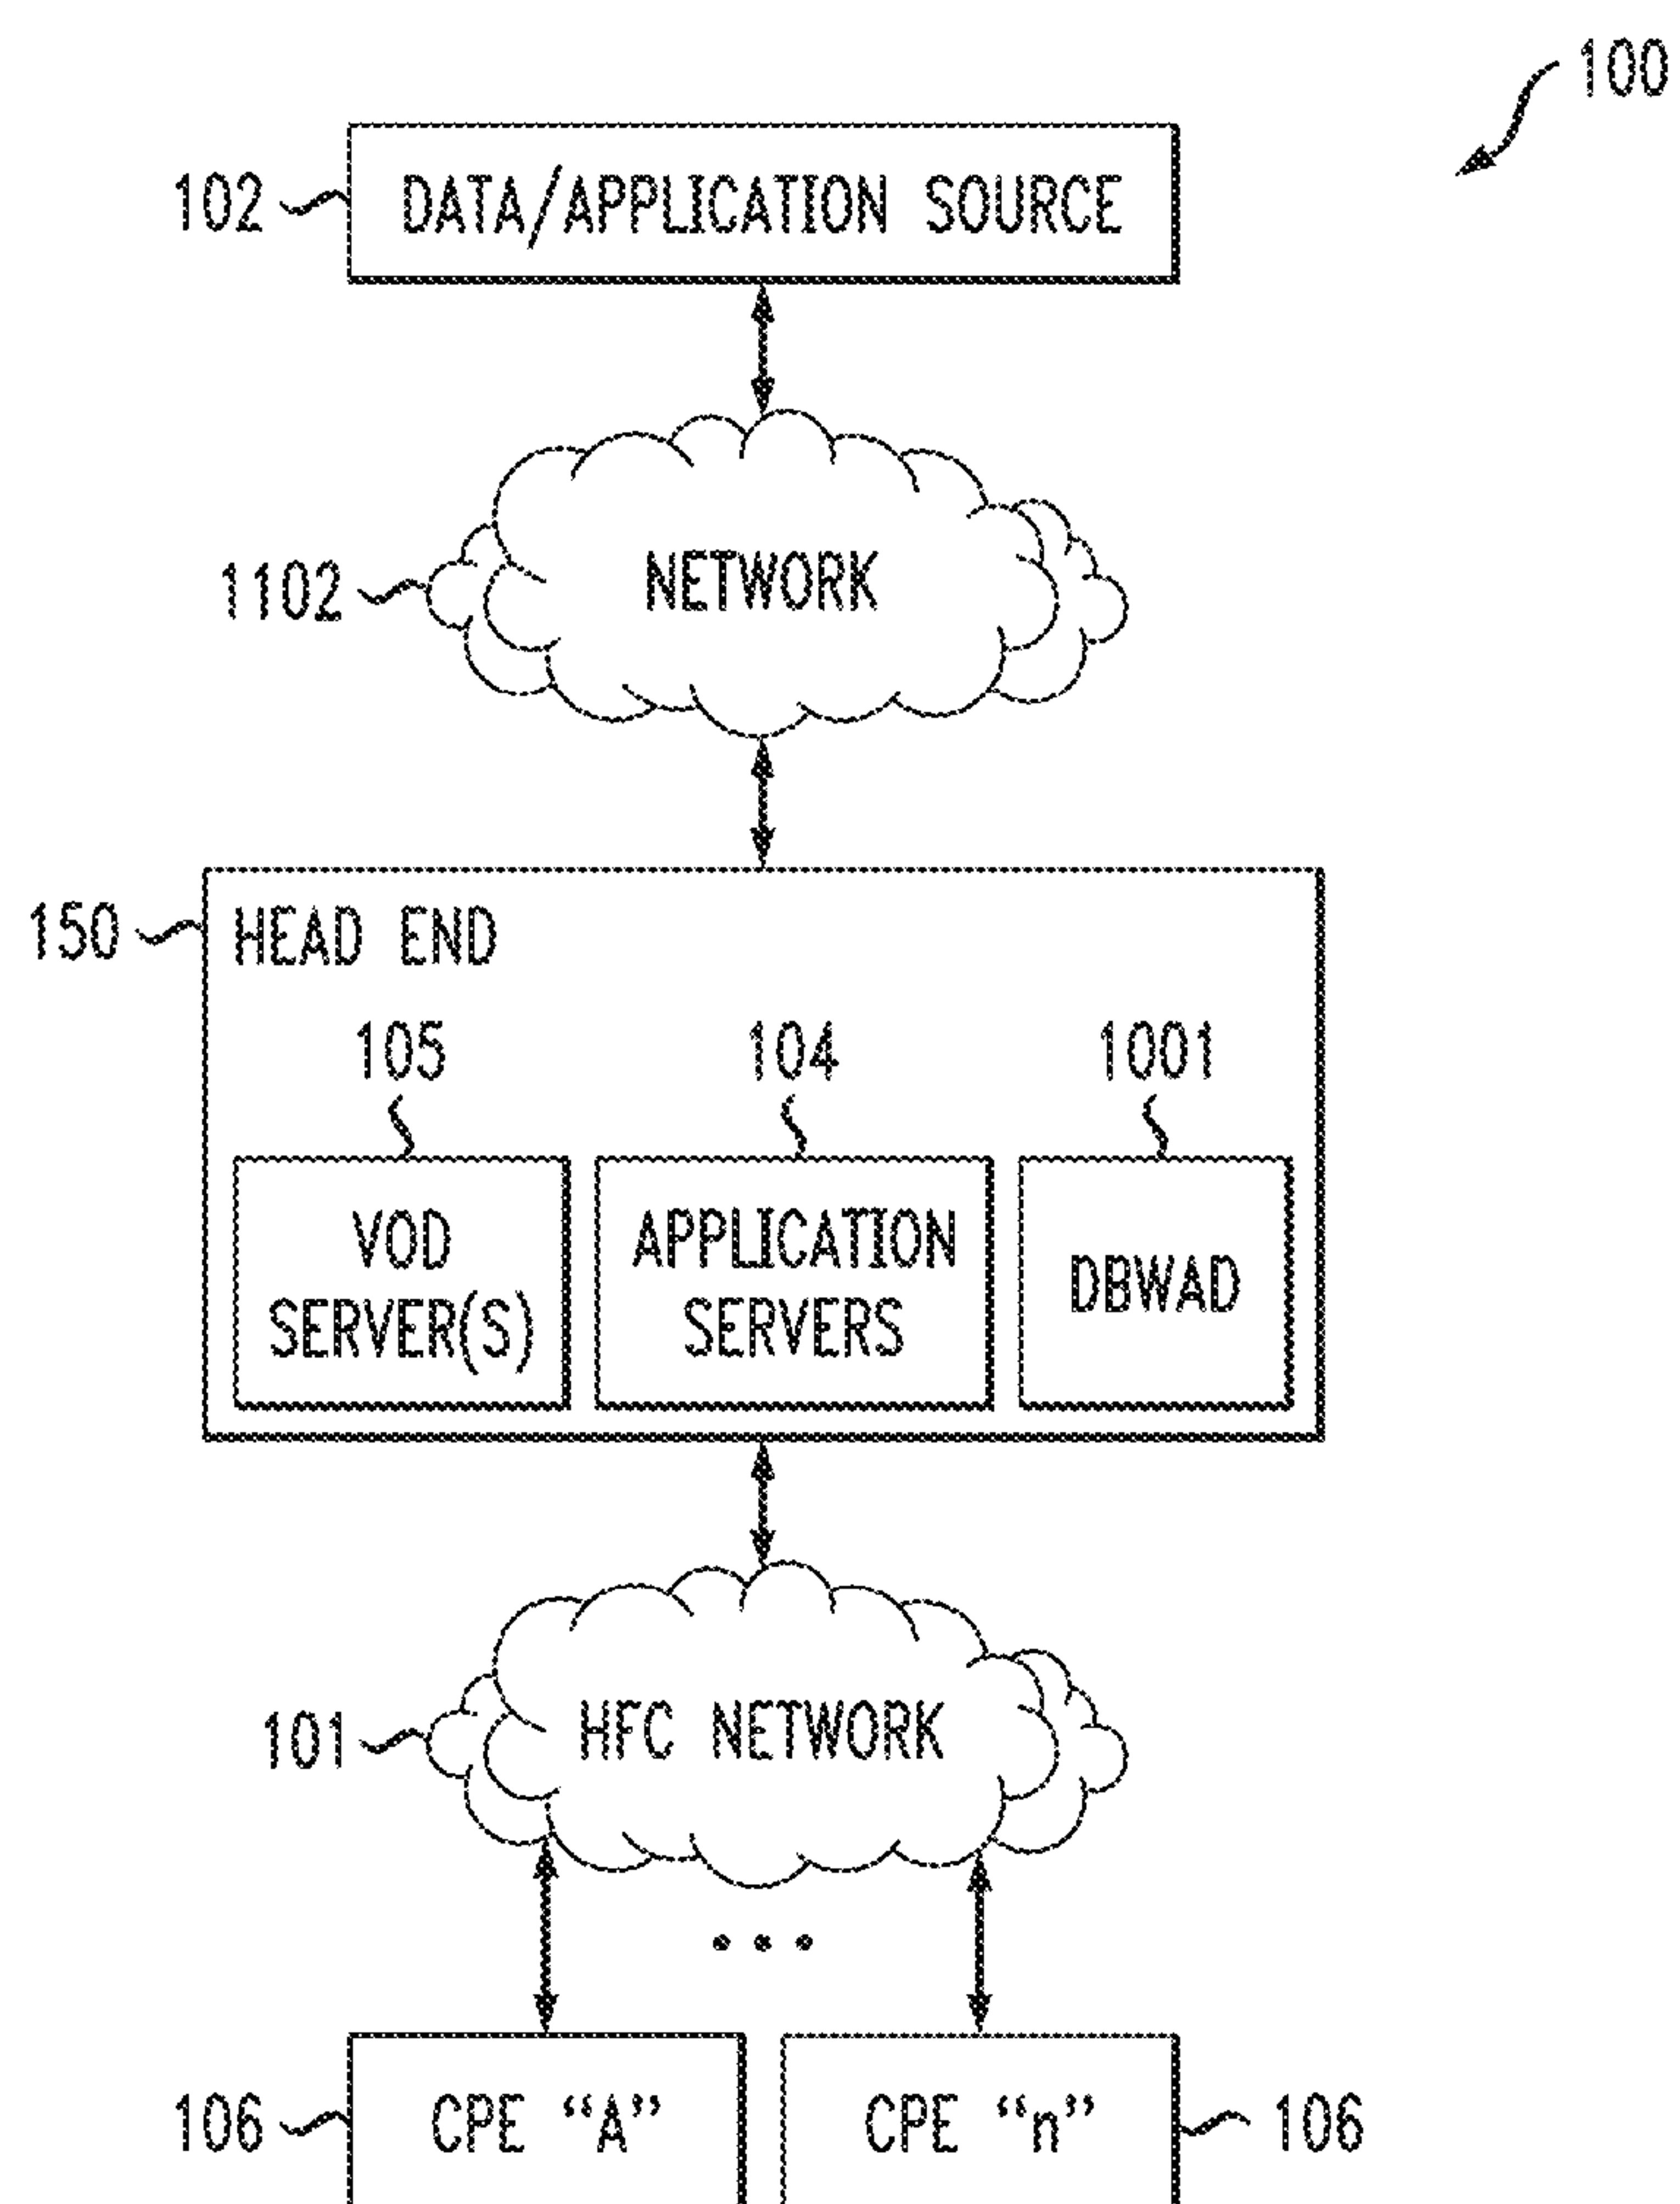 100
102
DATA/APPLICATION SOURCE
1102
NETWORK
150
HEAD END
105
104
1001
VOD
SERVER(S)
APPLICATION
SERVERS
DBWAD
101
HFC NETWORK
106
CPE “A”
CPE “n”
106